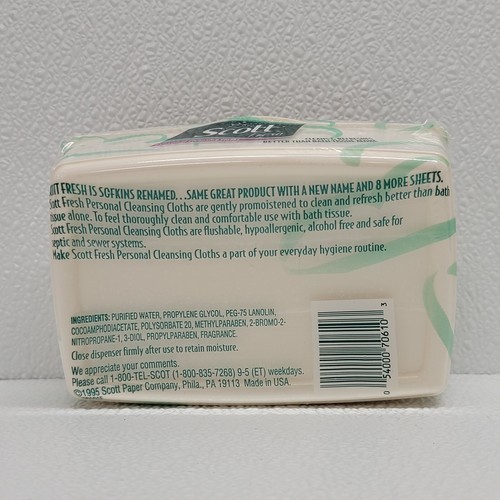 Scott
CLEANS & REFRESHES
BETTER THAN BATH TISSUE ALONE
OTT FRESH IS SOFKINS RENAMED...SAME GREAT PRODUCT WITH A NEW NAME AND 8 MORE SHEETS.
ott Fresh Personal Cleansing Cloths are gently premoistened to clean and refresh better than bath
issue alone. To feel thoroughly clean and comfortable use with bath tissue.
cott Fresh Personal Cleansing Cloths are flushable, hypoallergenic, alcohol free and safe for
eptic and sewer systems.
Make Scott Fresh Personal Cleansing Cloths a part of your everyday hygiene routine.
INGREDIENTS: PURIFIED WATER, PROPYLENE GLYCOL, PEG-75 LANOLIN,
COCOAMPHODIACETATE, POLYSORBATE 20, METHYLPARABEN, 2-BROMO-2-
NITROPROPANE-1, 3-DIOL, PROPYLPARABEN, FRAGRANCE.
Close dispenser firmly after use to retain moisture.
We appreciate your comments.
Please call 1-800-TEL-SCOT (1-800-835-7268) 9-5 (ET) weekdays.
©1995 Scott Paper Company, Phila., PA 19113 Made in USA.
0 54000 70610 3